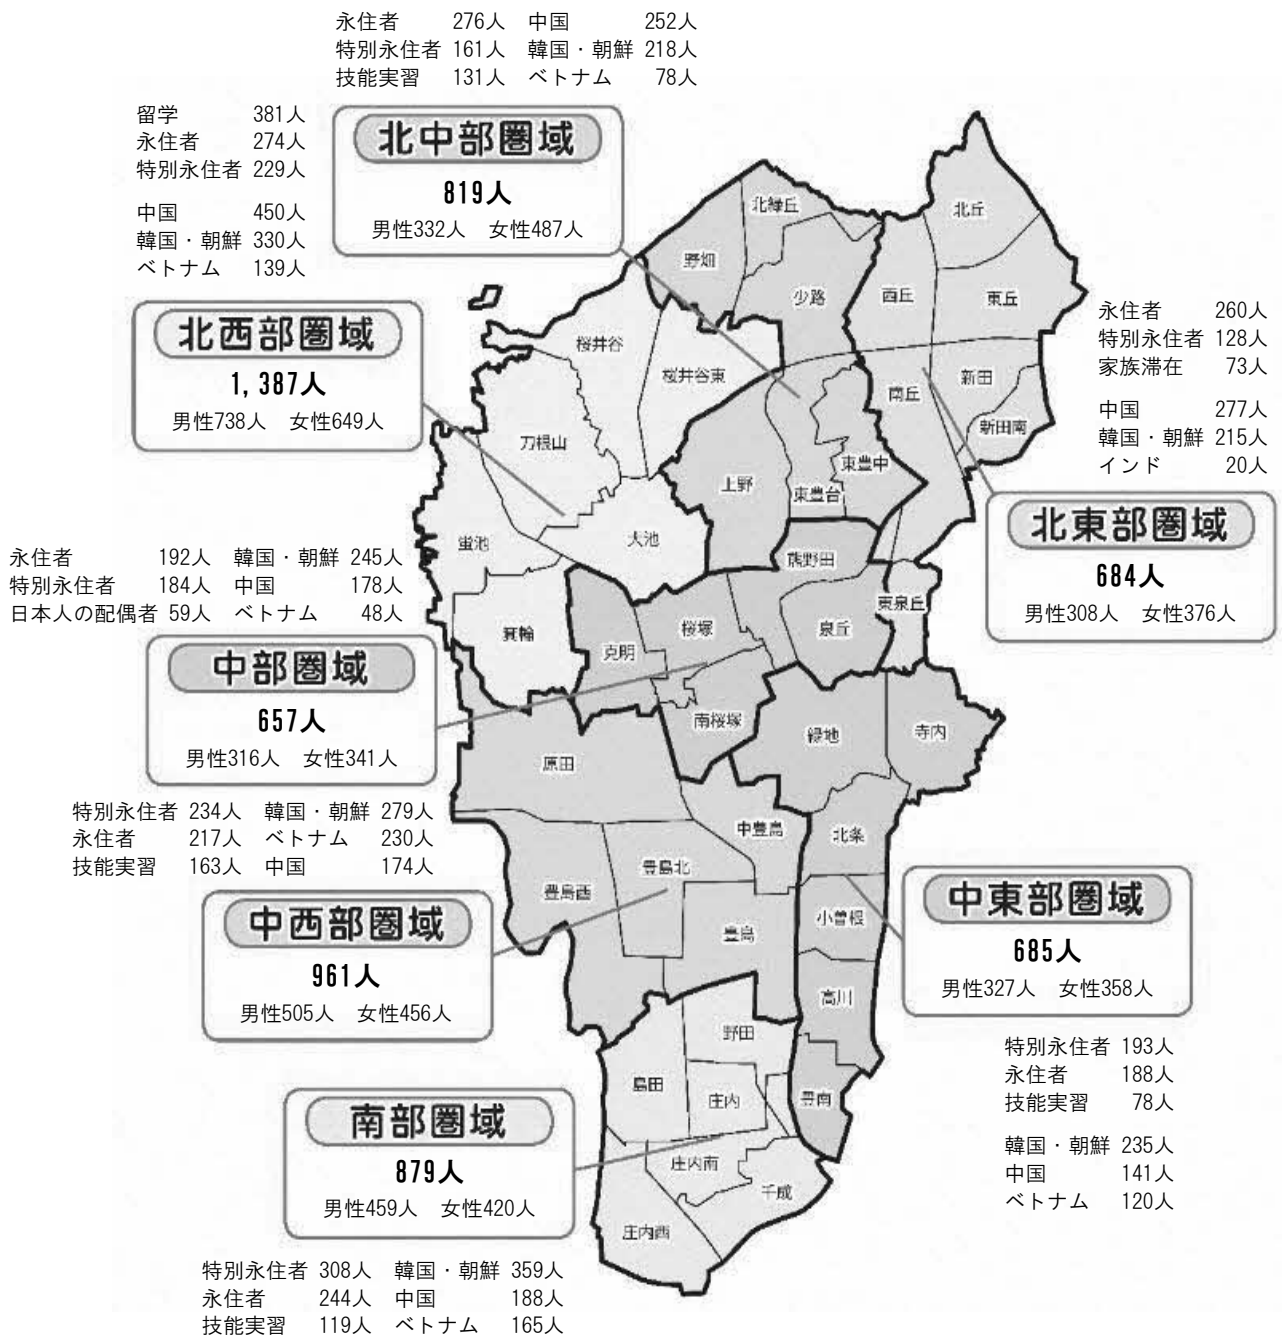 永住者 276人 中国 252人
特別永住者 161人 韓国・朝鮮 218人
技能実習 131人 ベトナム 78人
北中部圏域
819人
男性332人 女性487人
留学 381人
永住者 274人
特別永住者 229人
中国 450人
韓国・朝鮮 330人
ベトナム 139人
北西部圏域
1,387人
男性738人 女性649人
永住者 260人
特別永住者 128人
家族滞在 73人
中国 277人
韓国・朝鮮 215人
インド 20人
北東部圏域
684人
男性308人 女性376人
永住者 192人 韓国・朝鮮 245人
特別永住者 184人 中国 178人
日本人の配偶者 59人 ベトナム 48人
中部圏域
657人
男性316人 女性341人
特別永住者 234人 韓国・朝鮮 279人
永住者 217人 ベトナム 230人
技能実習 163人 中国 174人
中西部圏域
961人
男性505人 女性456人
中東部圏域
685人
男性327人 女性358人
特別永住者 193人
永住者 188人
技能実習 78人
韓国・朝鮮 235人
中国 141人
ベトナム 120人
南部圏域
879人
男性459人 女性420人
特別永住者 308人 韓国・朝鮮 359人
永住者 244人 中国 188人
技能実習 119人 ベトナム 165人
北緑丘
北丘
野畑
少路
西丘
東丘
桜井谷
桜井谷東
新田
南丘
新田南
刀根山
上野
東豊中
東豊台
蛍池
大池
熊野田
東泉丘
箕輪
克明
桜塚
泉丘
南桜塚
緑地
寺内
原田
中豊島
北条
豊島北
豊島西
小曽根
豊島
高川
野田
島田
庄内
豊南
庄内南
千成
庄内西